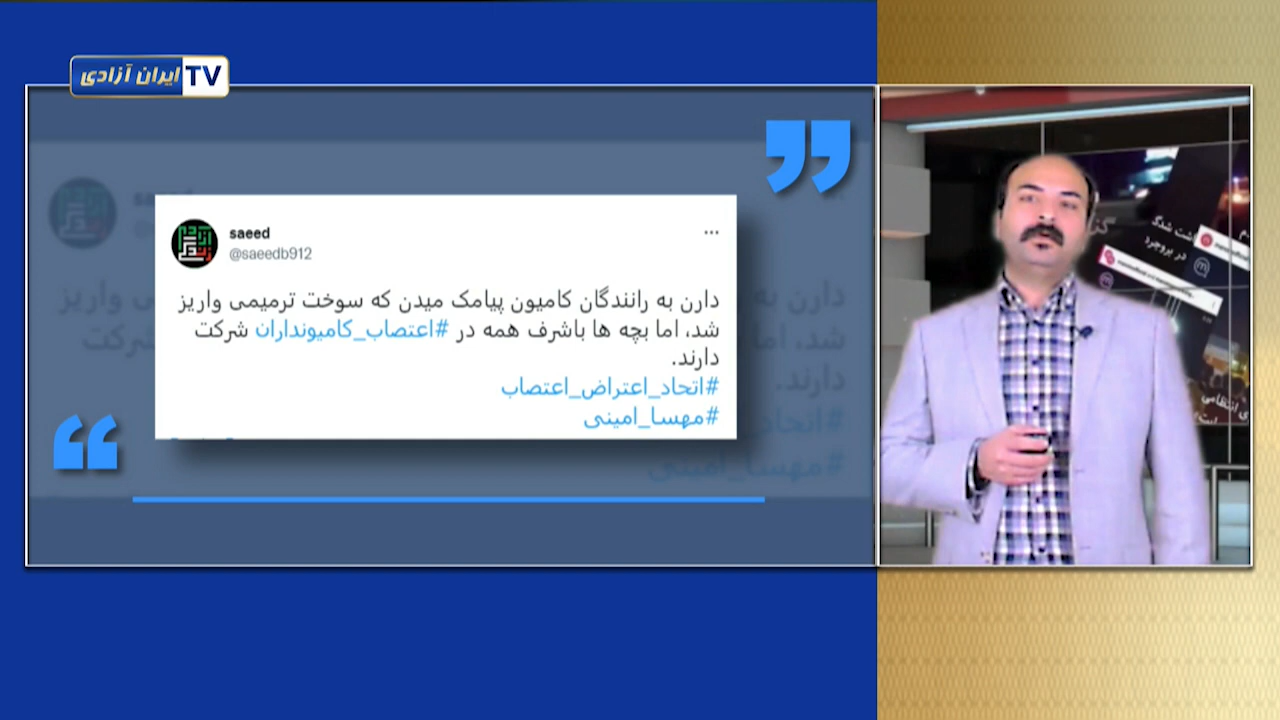 ایران آزادی TV
saeed
@saeedb912
دارن به رانندگان کامیون پیامک میدن که سوخت ترمیمی واریز
شد، اما بچه ها باشرف همه در #اعتصاب_کامیونداران شرکت
دارند.
#اتحاد_اعتراض_اعتصاب
#مهسا_امینی
در بروجرد